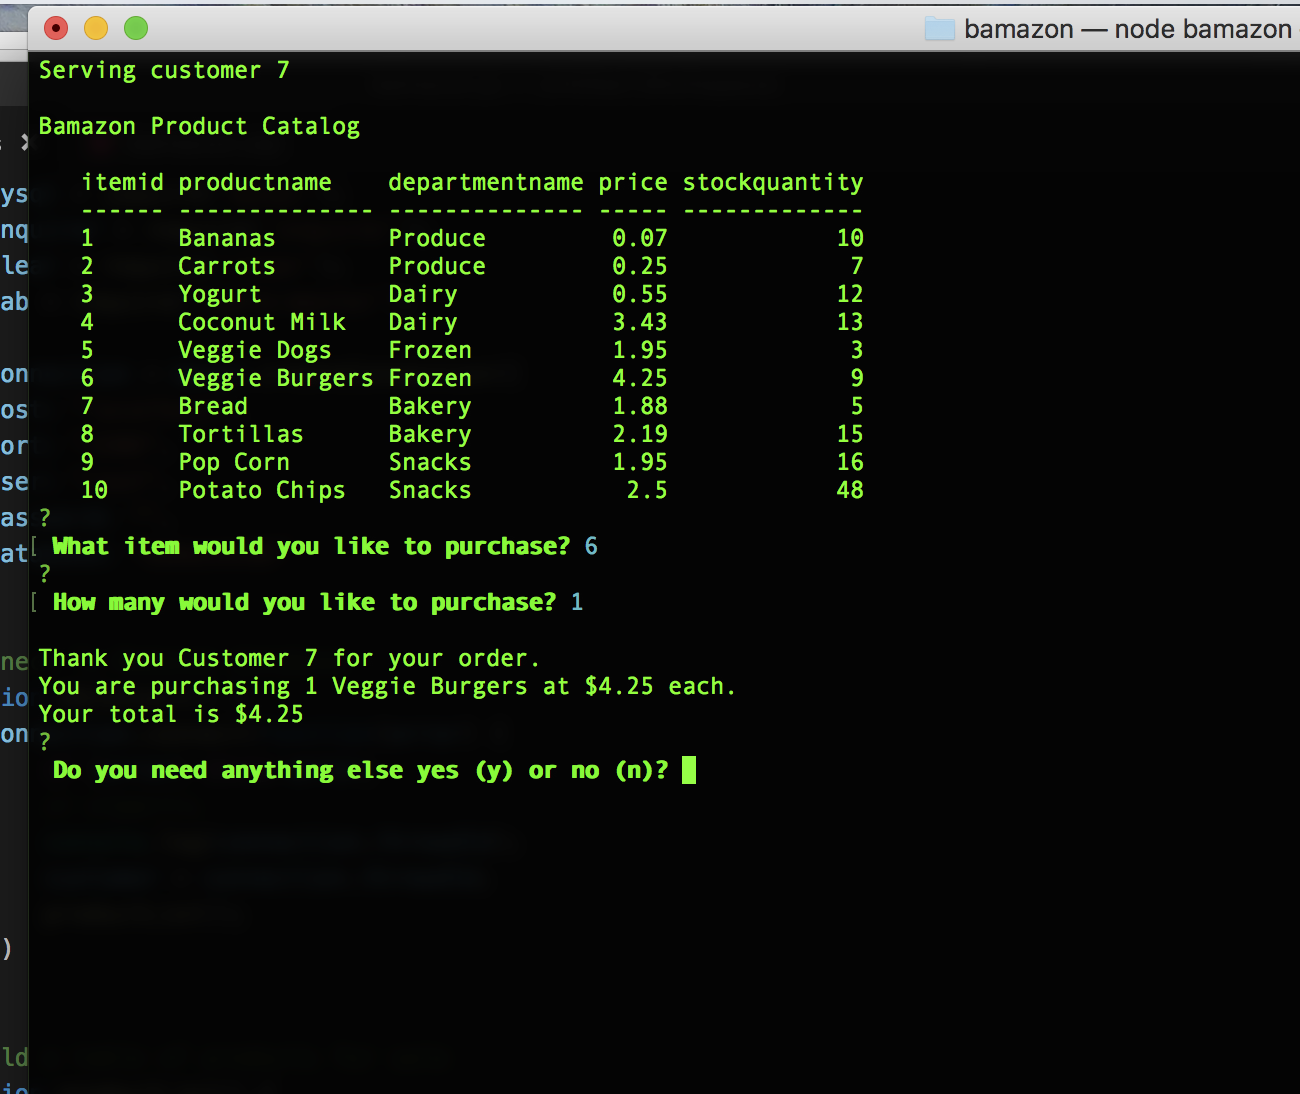 bamazon — node bamazon
Serving customer 7
Bamazon Product Catalog
itemid productname departmentname price stockquantity
------ -------------- -------------- ----- -------------
1 Bananas Produce 0.07 10
2 Carrots Produce 0.25 7
3 Yogurt Dairy 0.55 12
4 Coconut Milk Dairy 3.43 13
5 Veggie Dogs Frozen 1.95 3
6 Veggie Burgers Frozen 4.25 9
7 Bread Bakery 1.88 5
8 Tortillas Bakery 2.19 15
9 Pop Corn Snacks 1.95 16
10 Potato Chips Snacks 2.5 48
?
[ What item would you like to purchase? 6
?
[ How many would you like to purchase? 1
Thank you Customer 7 for your order.
You are purchasing 1 Veggie Burgers at $4.25 each.
Your total is $4.25
?
Do you need anything else yes (y) or no (n)?